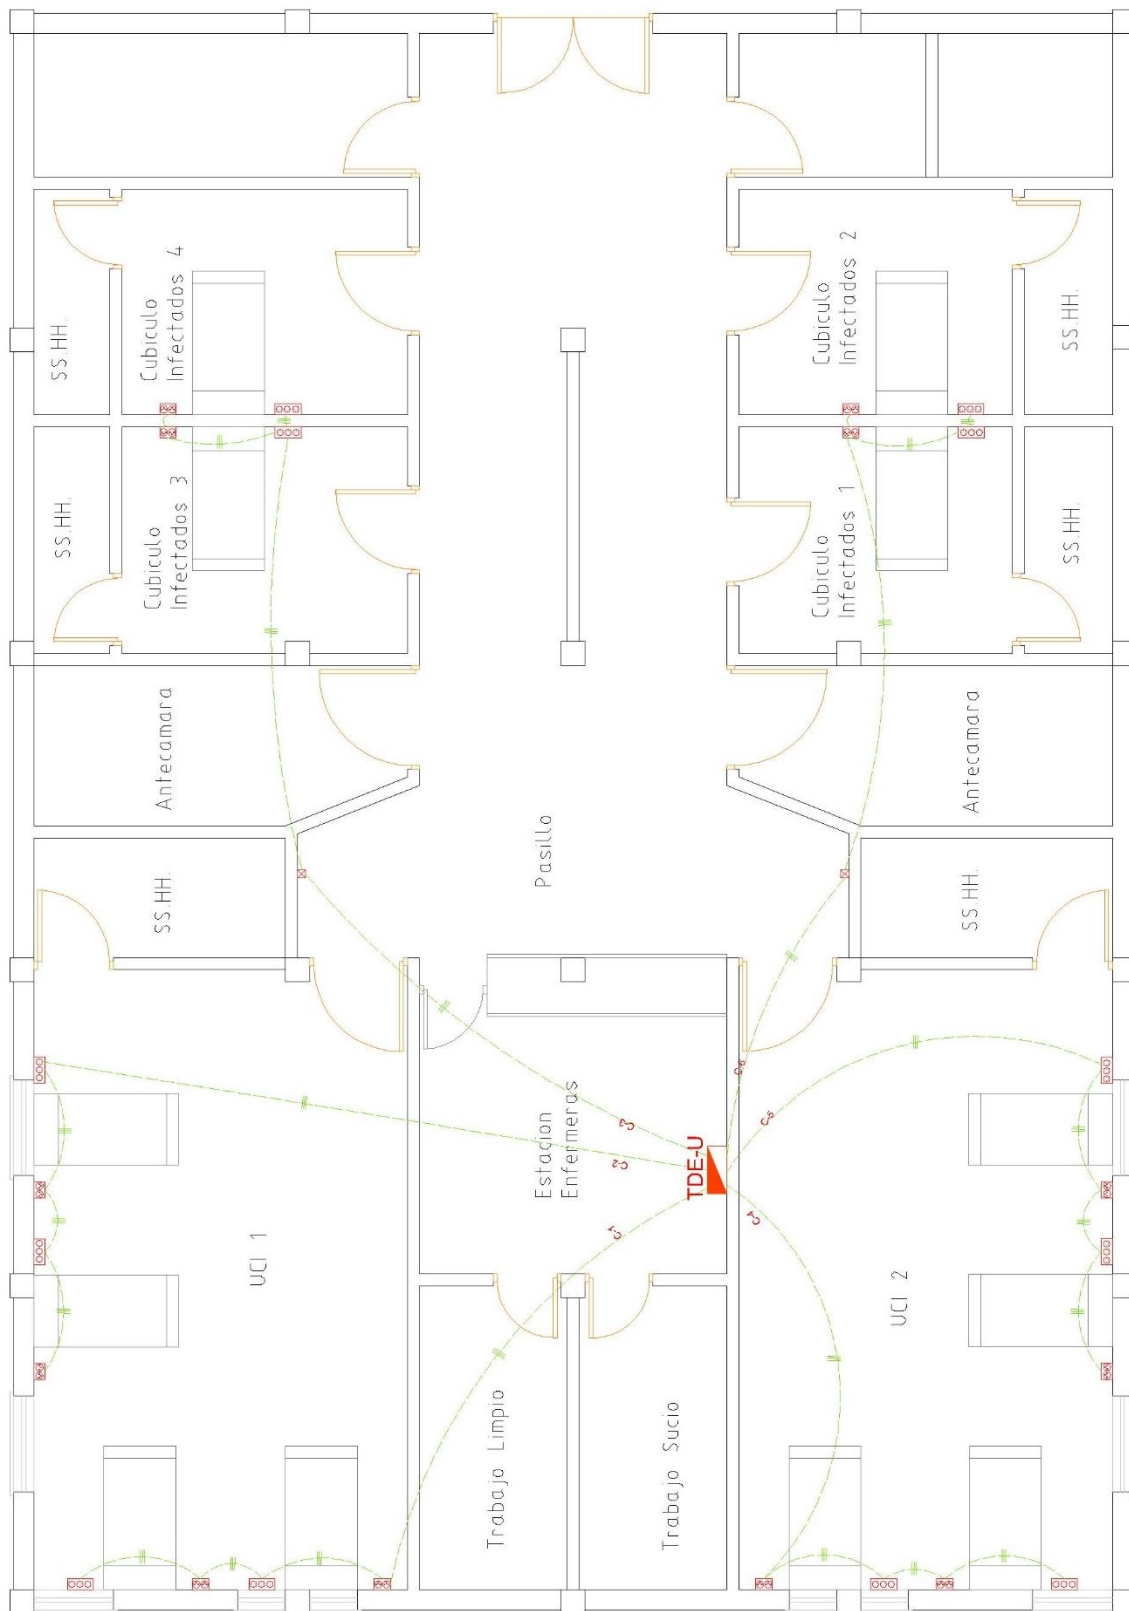 SS.HH.
Cubiculo
Infectados 4
Cubiculo
Infectados 2
SS.HH.
SS.HH.
Cubiculo
Infectados 3
Cubiculo
Infectados 1
SS.HH.
Antecamara
Antecamara
Pasillo
SS.HH.
SS.HH.
Estacion
Enfermeras
C-6
C-5
C-3
C-2
TDE-U
C-4
C-1
UCI 1
UCI 2
Trabajo Limpio
Trabajo Sucio